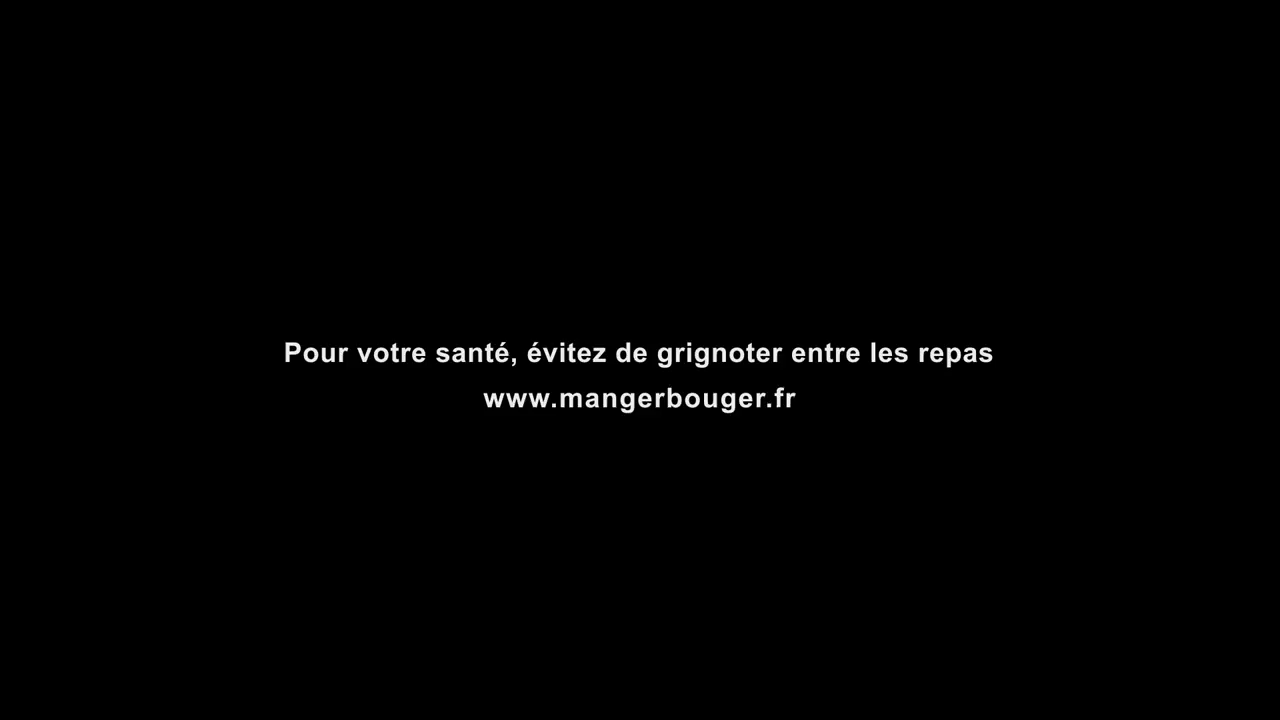 Pour votre santé, évitez de grignoter entre les repas
www.mangerbouger.fr